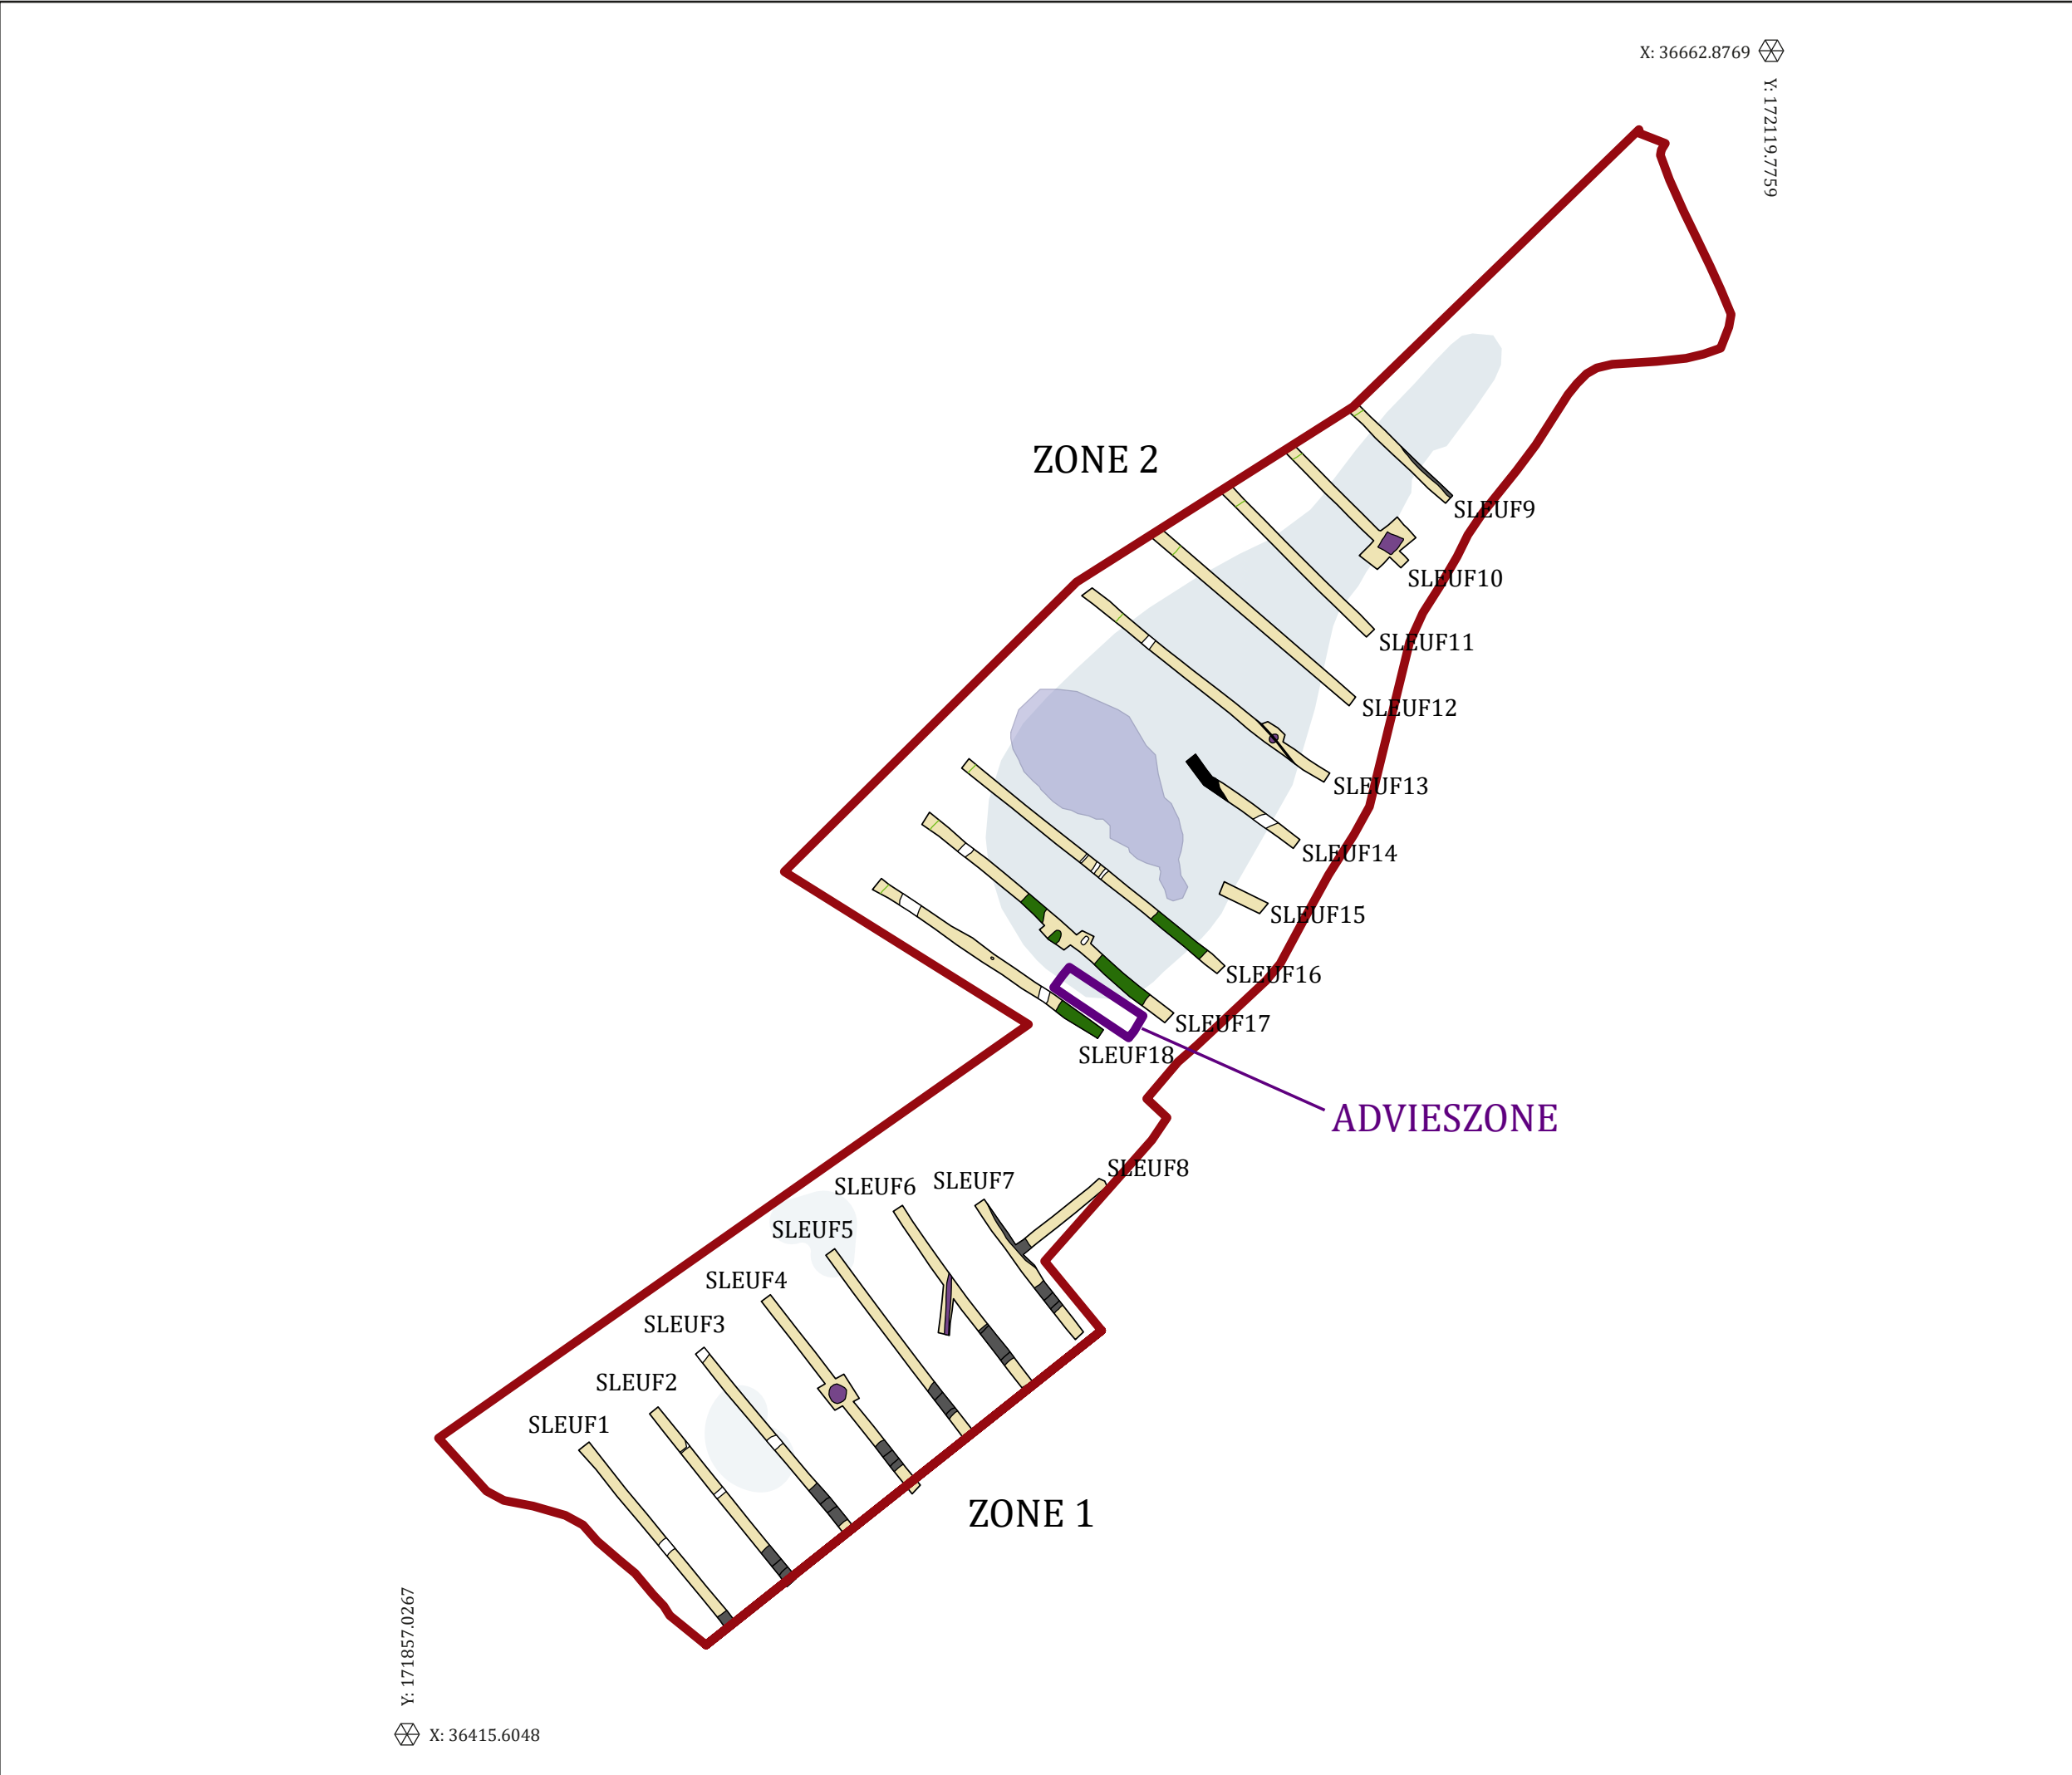 X: 36662.8769
Y: 172119.7759
ZONE 2
SLEUF9
SLEUF10
SLEUF11
SLEUF12
SLEUF13
SLEUF14
SLEUF15
SLEUF16
SLEUF17
SLEUF18
ADVIESZONE
SLEUF8
SLEUF7
SLEUF6
SLEUF5
SLEUF4
SLEUF3
SLEUF2
SLEUF1
ZONE 1
Y: 171857.0267
X: 36415.6048